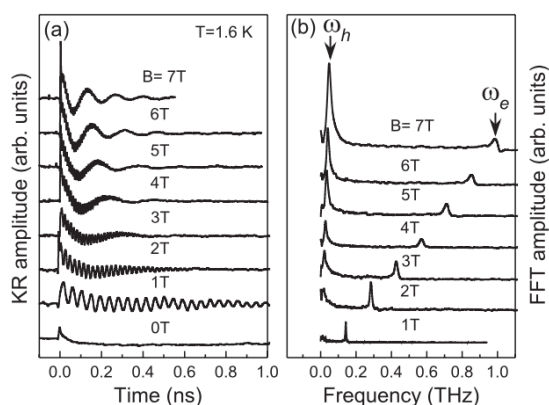 (a)
T=1.6 K
B= 7T
6T
5T
4T
3T
2T
1T
0T
KR amplitude (arb. units)
0.0 0.2 0.4 0.6 0.8 1.0
Time (ns)
(b)
ω_h
ω_e
B= 7T
6T
5T
4T
3T
2T
1T
FFT amplitude (arb. units)
0.0 0.2 0.4 0.6 0.8 1.0
Frequency (THz)